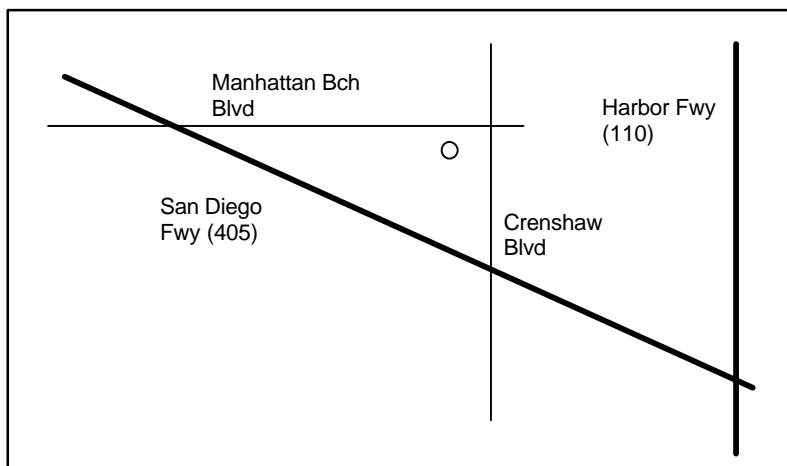 Manhattan Bch
Blvd
Harbor Fwy
(110)
San Diego
Fwy (405)
Crenshaw
Blvd